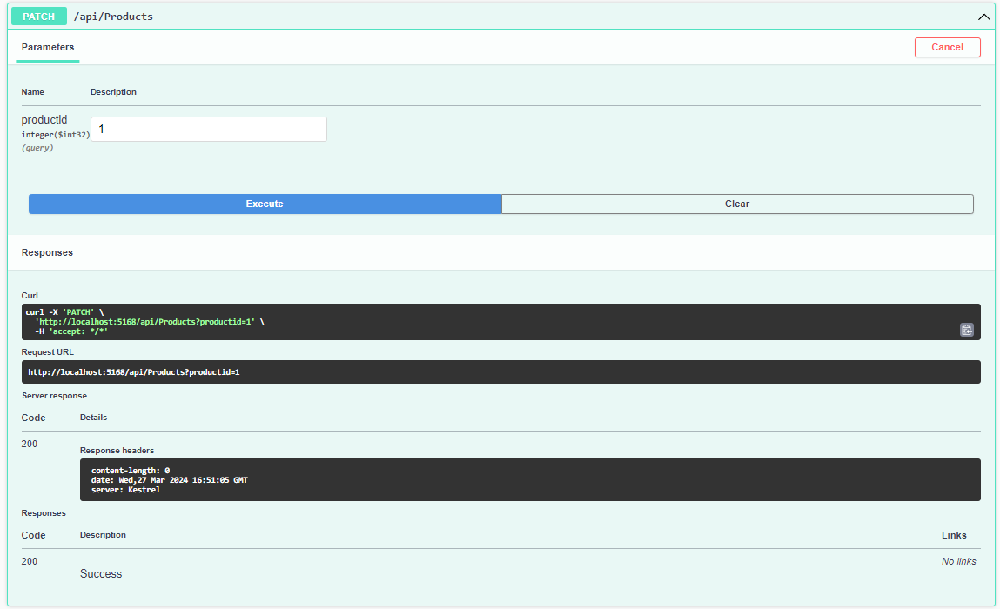 PATCH /api/Products
Parameters Cancel
Name Description
productid
integer($int32)
(query)
1
Execute Clear
Responses
Curl
curl -X 'PATCH' \
'http://localhost:5168/api/Products?productid=1' \
-H 'accept: */*'
Request URL
http://localhost:5168/api/Products?productid=1
Server response
Code Details
200
Response headers
content-length: 0
date: Wed,27 Mar 2024 16:51:05 GMT
server: Kestrel
Responses
Code Description Links
200 No links
Success